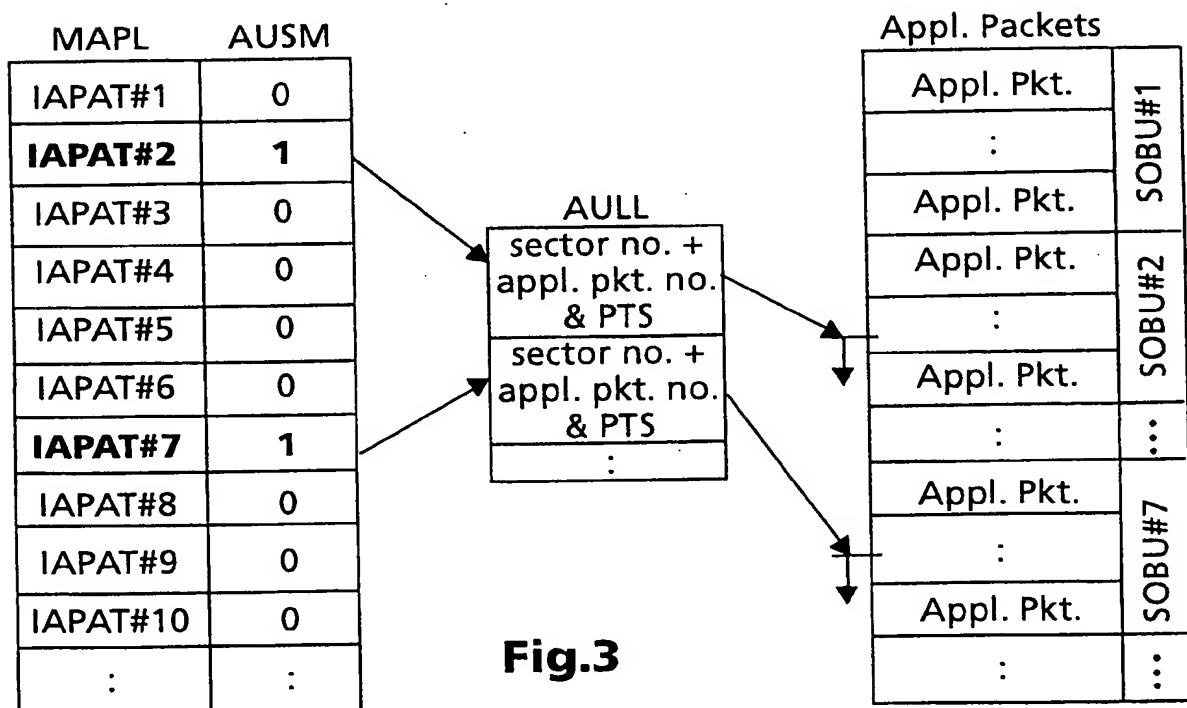 MAPL AUSM
IAPAT#1 0
IAPAT#2 1
IAPAT#3 0
IAPAT#4 0
IAPAT#5 0
IAPAT#6 0
IAPAT#7 1
IAPAT#8 0
IAPAT#9 0
IAPAT#10 0
: :
AULL
sector no. +
appl. pkt. no.
& PTS
sector no. +
appl. pkt. no.
& PTS
:
Appl. Packets
Appl. Pkt.
:
Appl. Pkt.
SOBU#1
Appl. Pkt.
:
Appl. Pkt.
SOBU#2
: ...
Appl. Pkt.
:
Appl. Pkt.
SOBU#7
: ...
Fig.3